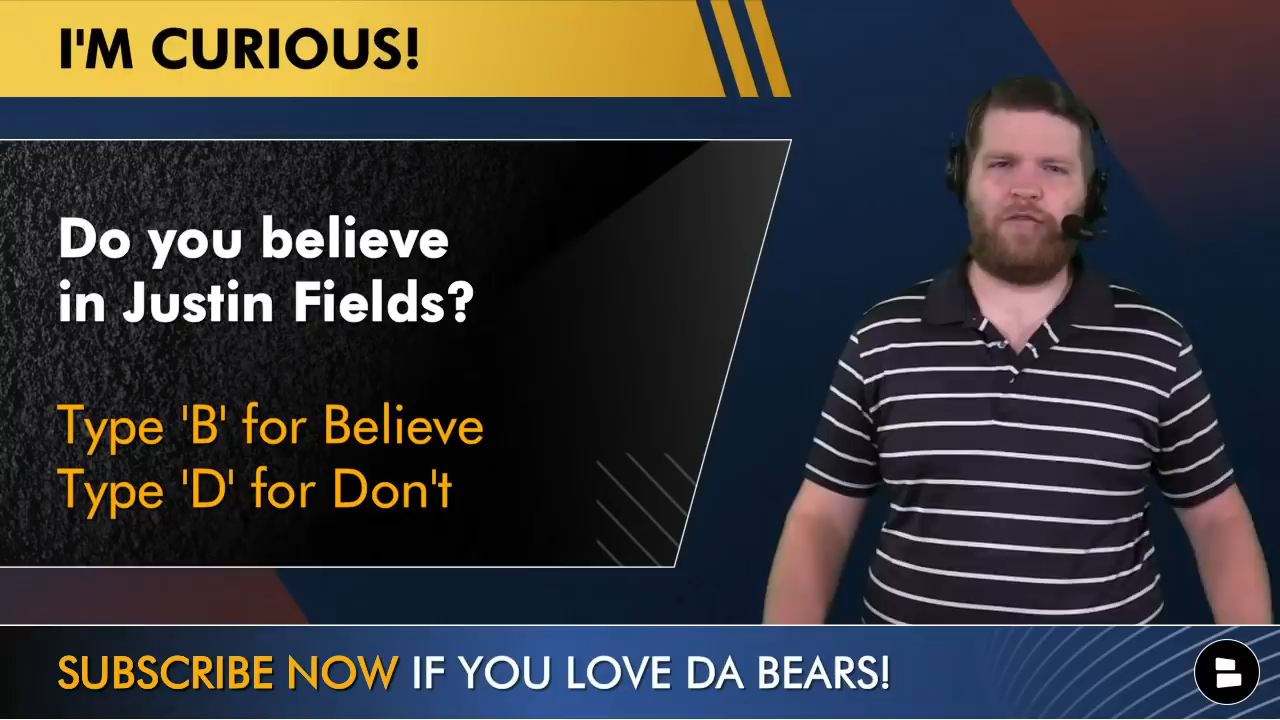 I'M CURIOUS!
Do you believe
in Justin Fields?
Type 'B' for Believe
Type 'D' for Don't
SUBSCRIBE NOW IF YOU LOVE DA BEARS!